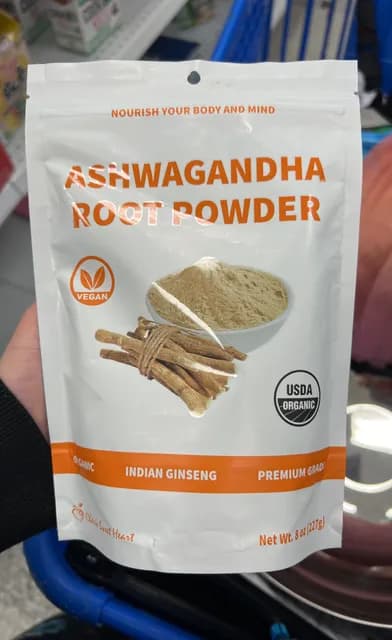 NOURISH YOUR BODY AND MIND
ASHWAGANDHA
ROOT POWDER
VEGAN
USDA
ORGANIC
INDIAN GINSENG PREMIUM GRADE
Net Wt. 8 oz (227g)